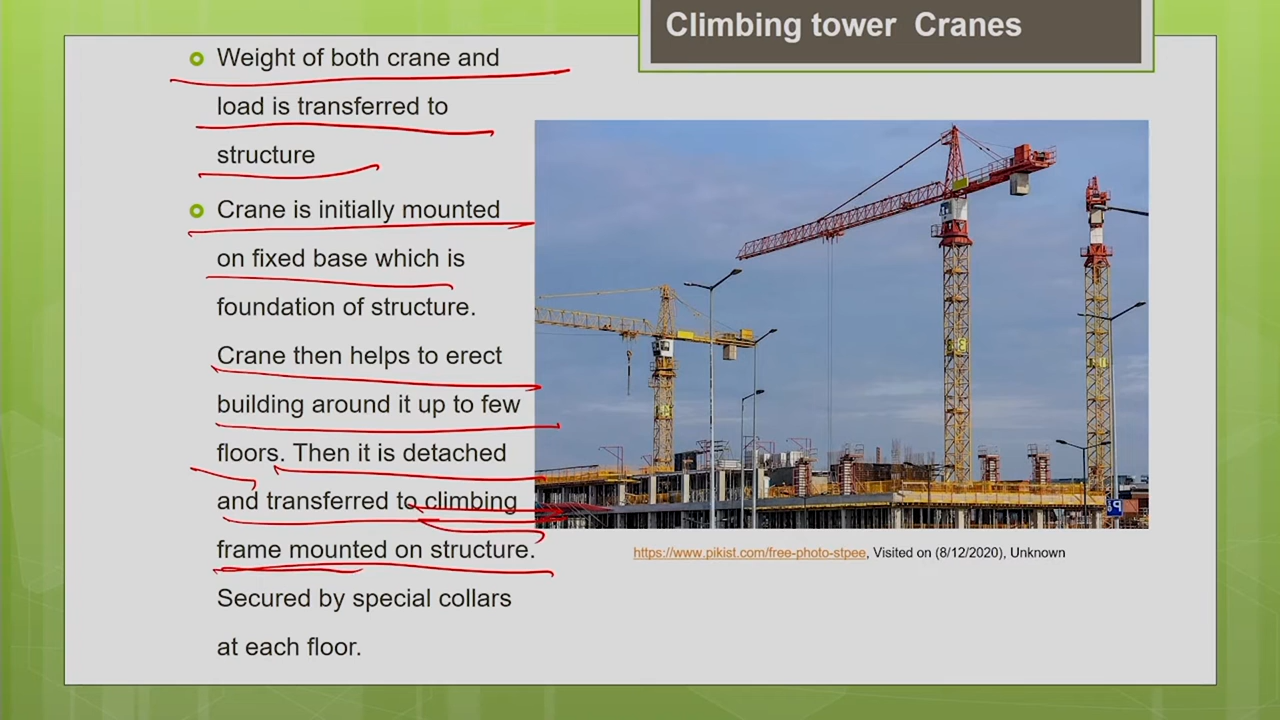 Climbing tower Cranes
Weight of both crane and
load is transferred to
structure
Crane is initially mounted
on fixed base which is
foundation of structure.
Crane then helps to erect
building around it up to few
floors. Then it is detached
and transferred to climbing
frame mounted on structure.
Secured by special collars
at each floor.
https://www.pikist.com/free-photo-stpee, Visited on (8/12/2020), Unknown